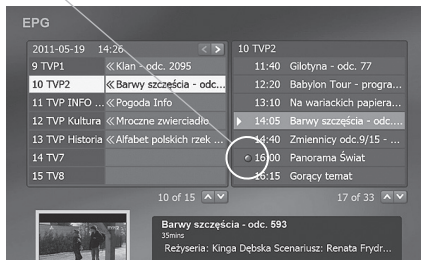 EPG
2011-05-19 14:26
9 TVP1 «Klan - odc. 2095
10 TVP2 «Barwy szczęścia - odc...
11 TVP INFO ... «Pogoda Info
12 TVP Kultura «Mroczne zwierciadło
13 TVP Historia «Alfabet polskich rzek ...
14 TV7
15 TV8
10 of 15
10 TVP2
11:40 Gilotyna - odc. 77
12:20 Babylon Tour - progra...
13:10 Na wariackich papiera...
14:05 Barwy szczęścia - odc....
14:40 Zmiennicy odc.9/15 - ...
16:00 Panorama Świat
16:15 Gorący temat
17 of 33
Barwy szczęścia - odc. 593
35mins
Reżyseria: Kinga Dębska Scenariusz: Renata Frydr...